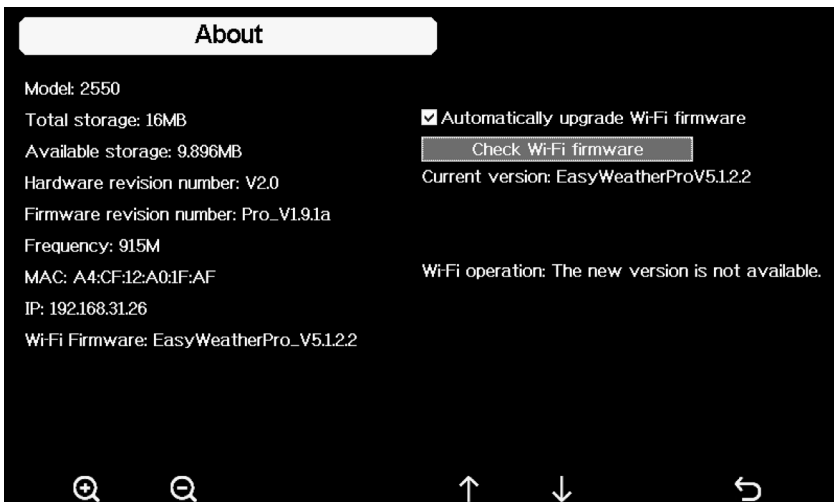 About
Model: 2550
Total storage: 16MB
Available storage: 9.896MB
Hardware revision number: V2.0
Firmware revision number: Pro_V1.9.1a
Frequency: 915M
MAC: A4:CF:12:A0:1F:AF
IP: 192.168.31.26
Wi-Fi Firmware: EasyWeatherPro_V5.1.2.2
Automatically upgrade Wi-Fi firmware
Check Wi-Fi firmware
Current version: EasyWeatherProV5.1.2.2
Wi-Fi operation: The new version is not available.